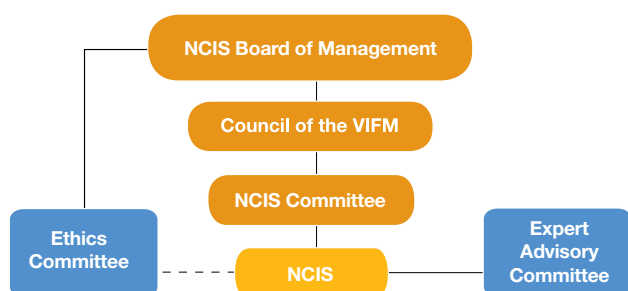 NCIS Board of Management
Council of the VIFM
NCIS Committee
Ethics
Committee
NCIS
Expert
Advisory
Committee